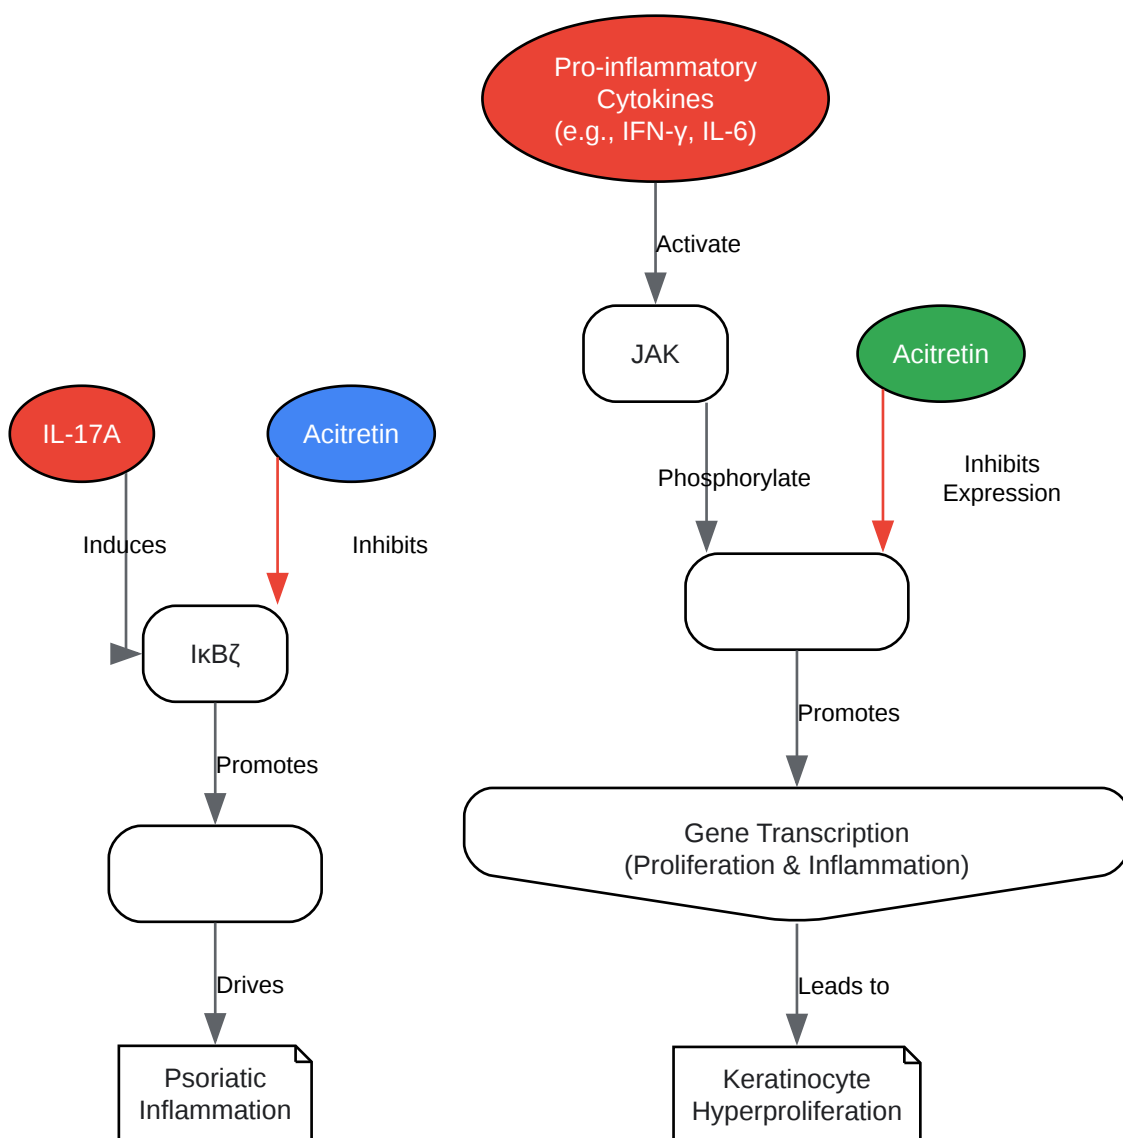 Pro-inflammatory
Cytokines
(e.g., IFN-γ, IL-6)
Activate
JAK
Acitretin
IL-17A
Acitretin
Phosphorylate
Inhibits
Expression
Induces
Inhibits
IκBζ
Promotes
Promotes
Gene Transcription
(Proliferation & Inflammation)
Drives
Leads to
Psoriatic
Inflammation
Keratinocyte
Hyperproliferation